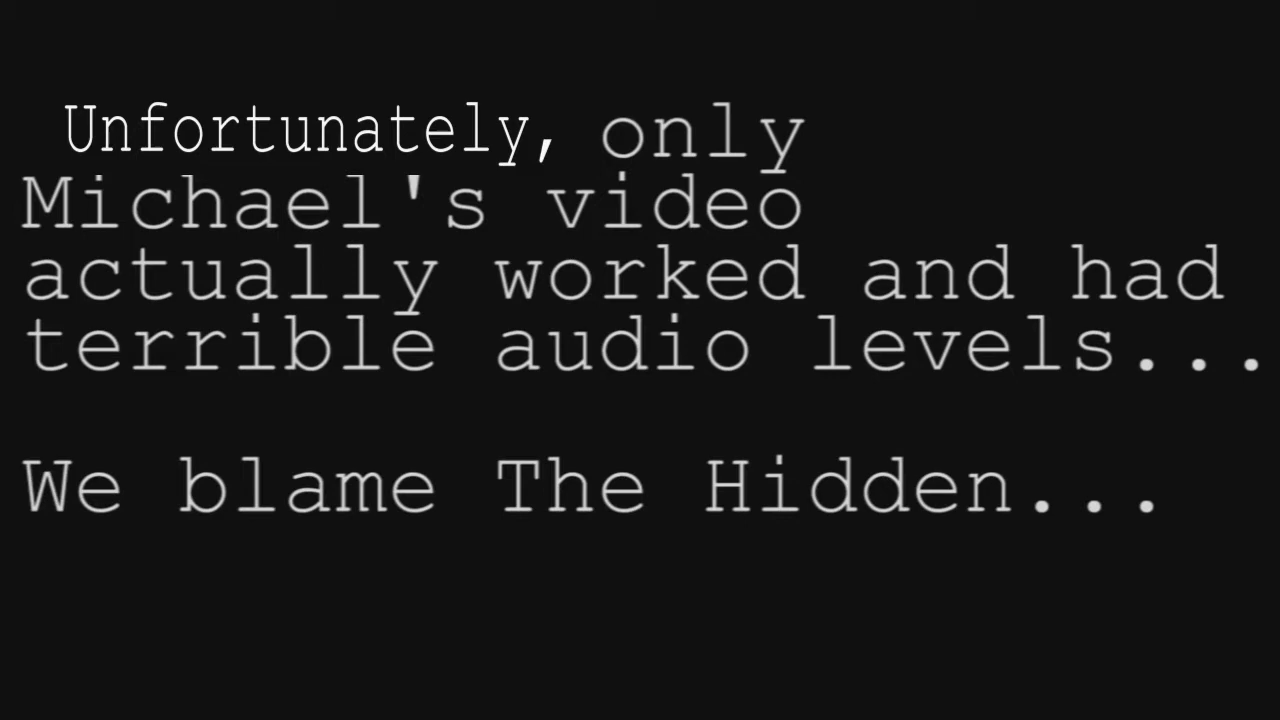 Unfortunately, only
Michael's video
actually worked and had
terrible audio levels...
We blame The Hidden...